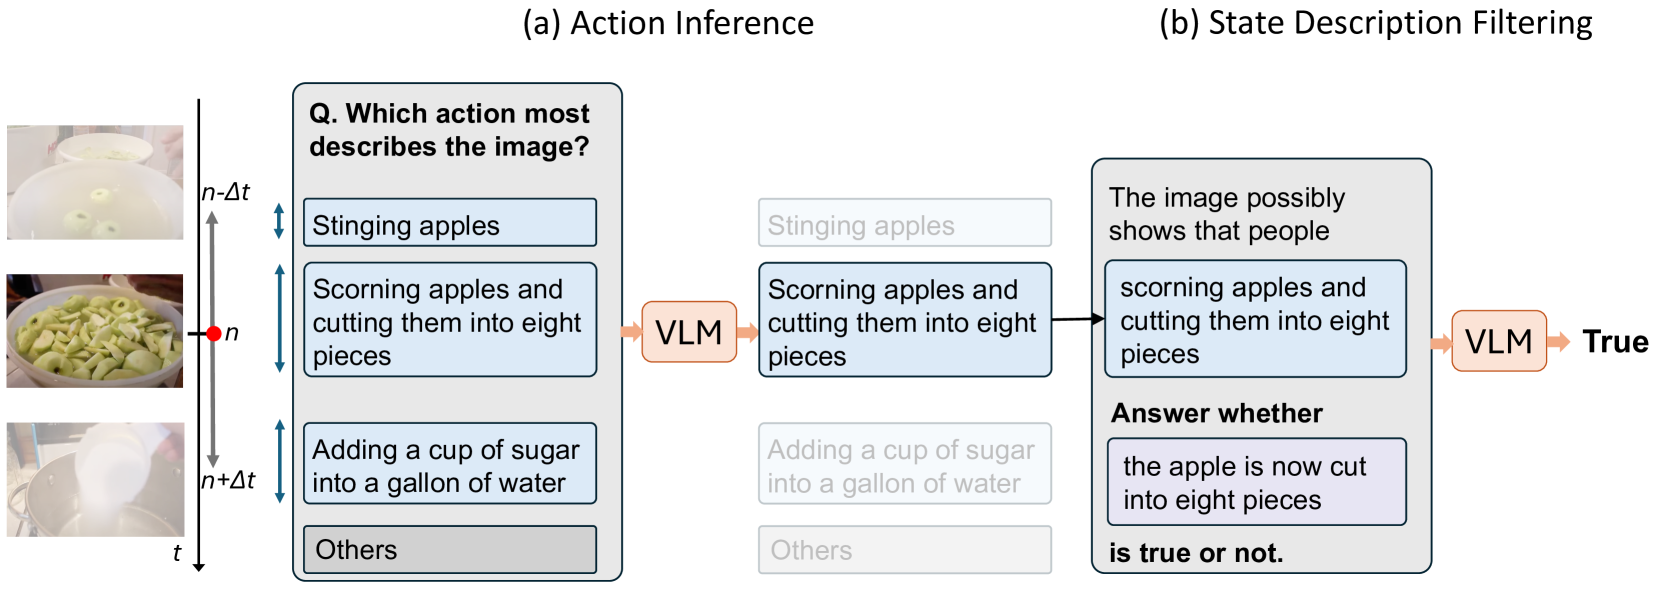 (a) Action Inference
(b) State Description Filtering
n-Δt
n
n+Δt
t
Q. Which action most
describes the image?
Stinging apples
Scorning apples and
cutting them into eight
pieces
Adding a cup of sugar
into a gallon of water
Others
VLM
Stinging apples
Scorning apples and
cutting them into eight
pieces
Adding a cup of sugar
into a gallon of water
Others
The image possibly
shows that people
scorning apples and
cutting them into eight
pieces
Answer whether
the apple is now cut
into eight pieces
is true or not.
VLM
True